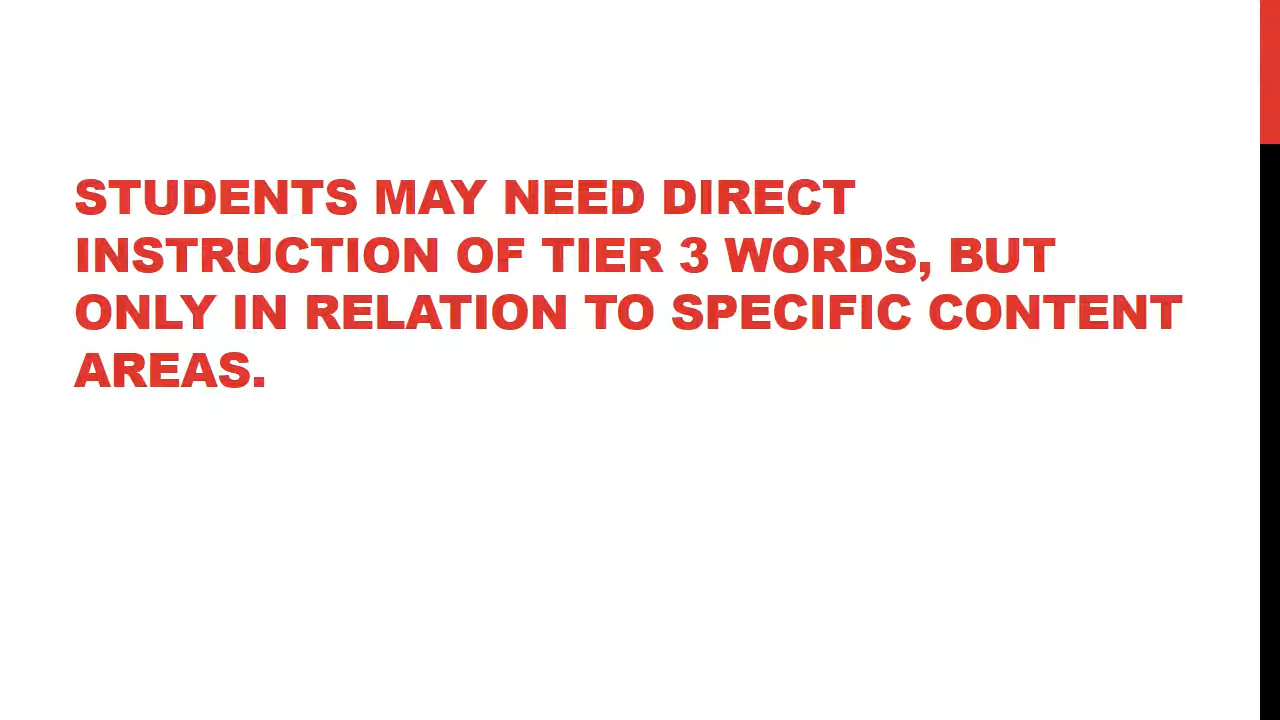 STUDENTS MAY NEED DIRECT
INSTRUCTION OF TIER 3 WORDS, BUT
ONLY IN RELATION TO SPECIFIC CONTENT
AREAS.